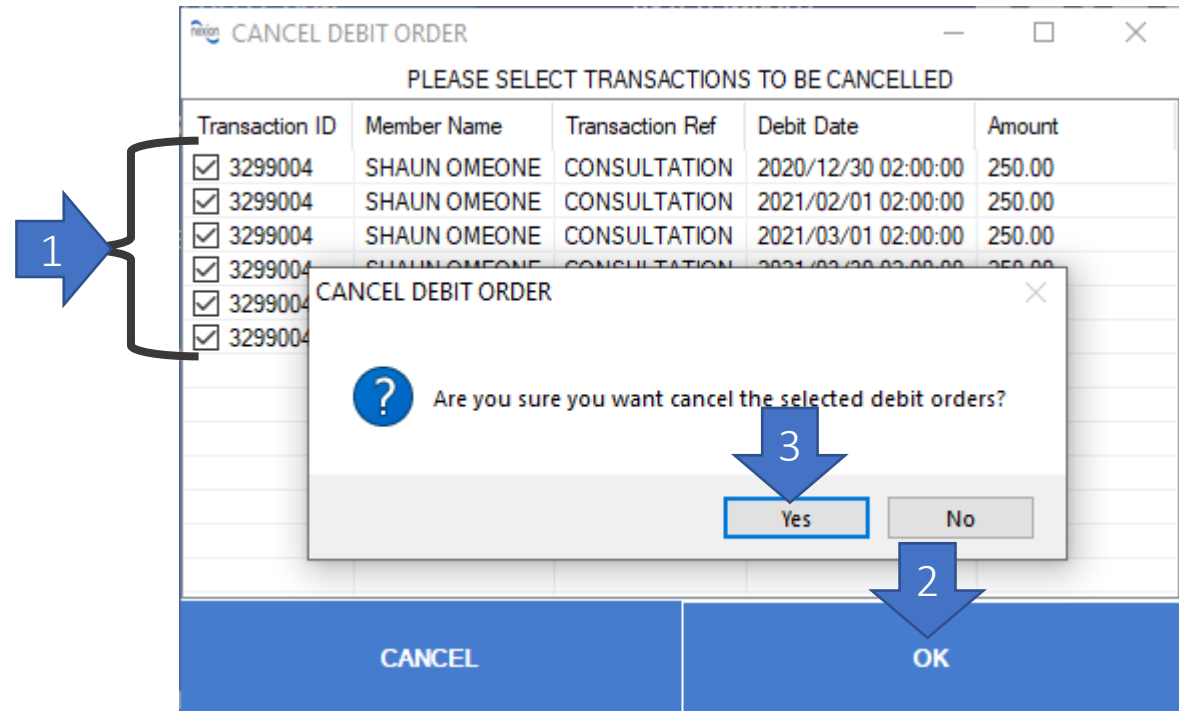 nexion CANCEL DEBIT ORDER
PLEASE SELECT TRANSACTIONS TO BE CANCELLED
Transaction ID Member Name Transaction Ref Debit Date Amount
3299004 SHAUN OMEONE CONSULTATION 2020/12/30 02:00:00 250.00
3299004 SHAUN OMEONE CONSULTATION 2021/02/01 02:00:00 250.00
1
3299004 SHAUN OMEONE CONSULTATION 2021/03/01 02:00:00 250.00
3299004 SHAUN OMEONE CONSULTATION
3299004
3299004
CANCEL DEBIT ORDER
Are you sure you want cancel the selected debit orders?
3
Yes No
2
CANCEL OK